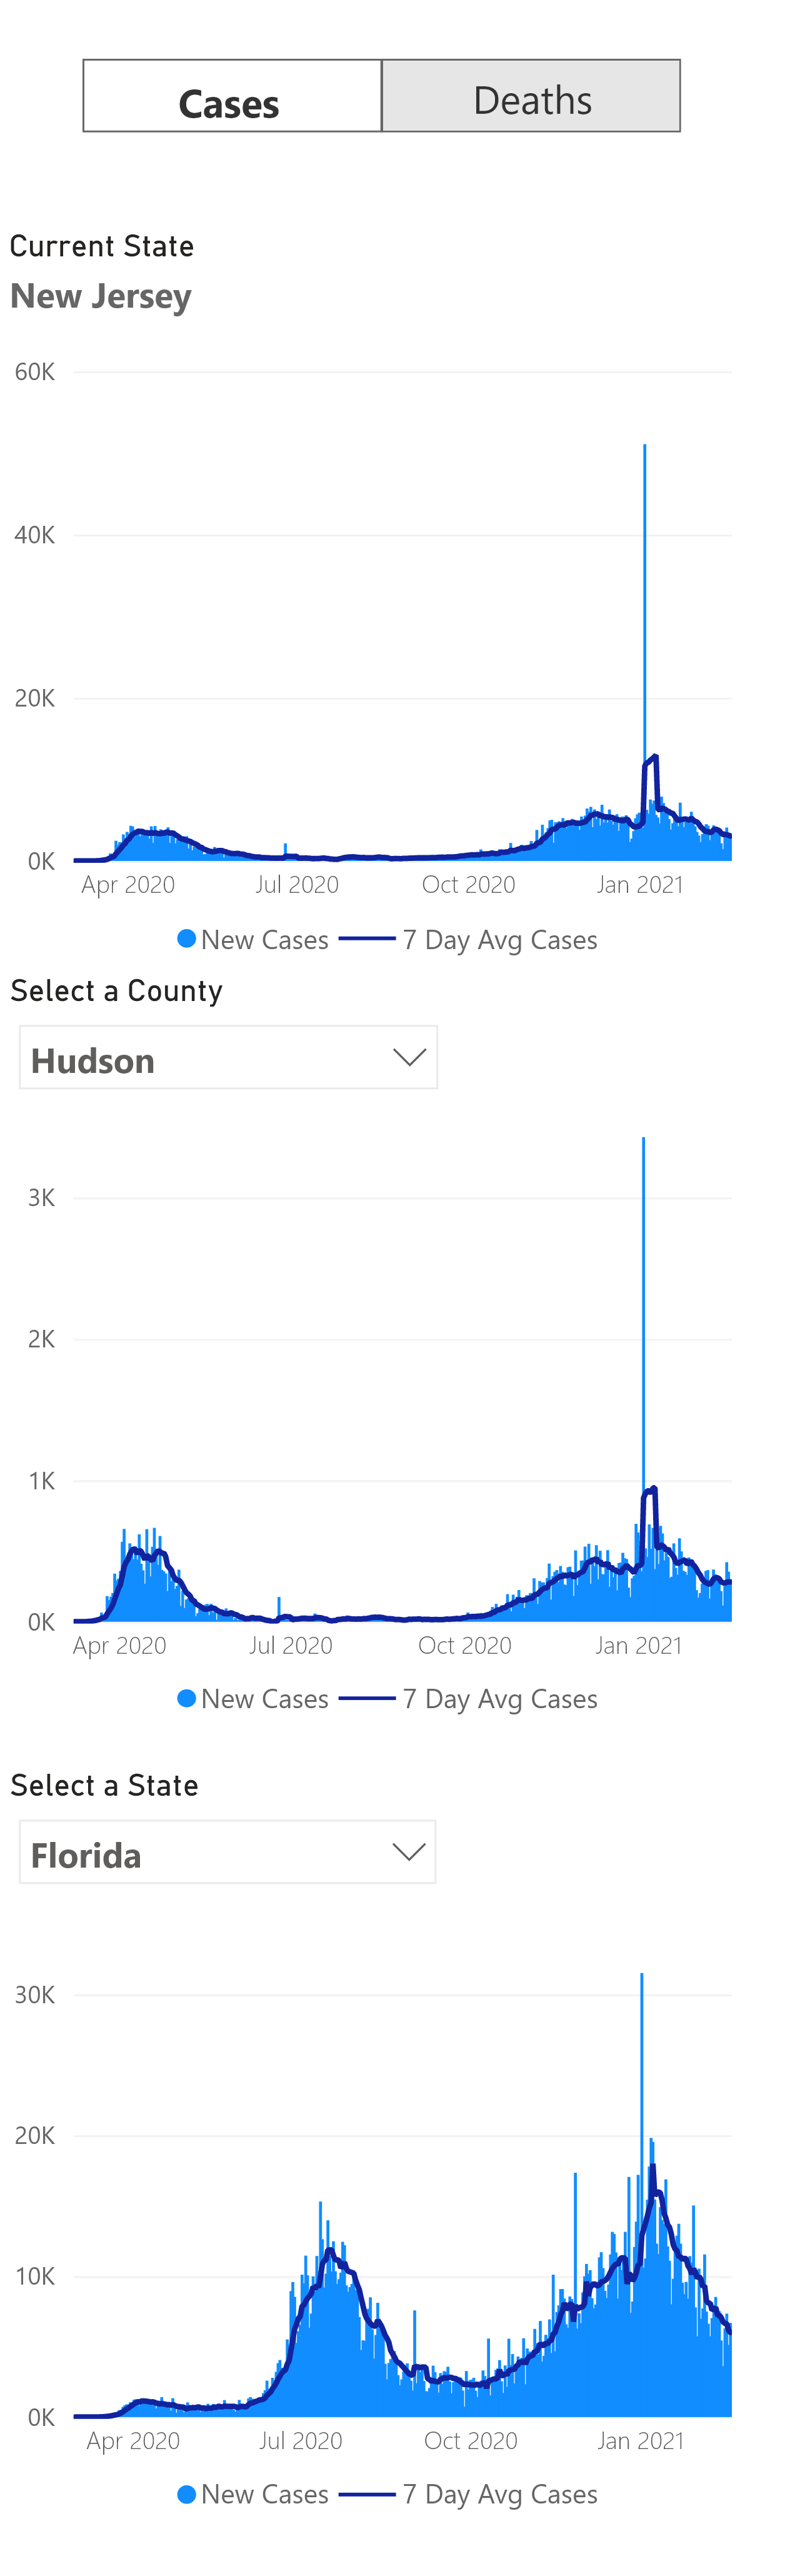 Cases Deaths
Current State
New Jersey
60K
40K
20K
0K
Apr 2020 Jul 2020 Oct 2020 Jan 2021
New Cases 7 Day Avg Cases
Select a County
Hudson
3K
2K
1K
0K
Apr 2020 Jul 2020 Oct 2020 Jan 2021
New Cases 7 Day Avg Cases
Select a State
Florida
30K
20K
10K
0K
Apr 2020 Jul 2020 Oct 2020 Jan 2021
New Cases 7 Day Avg Cases